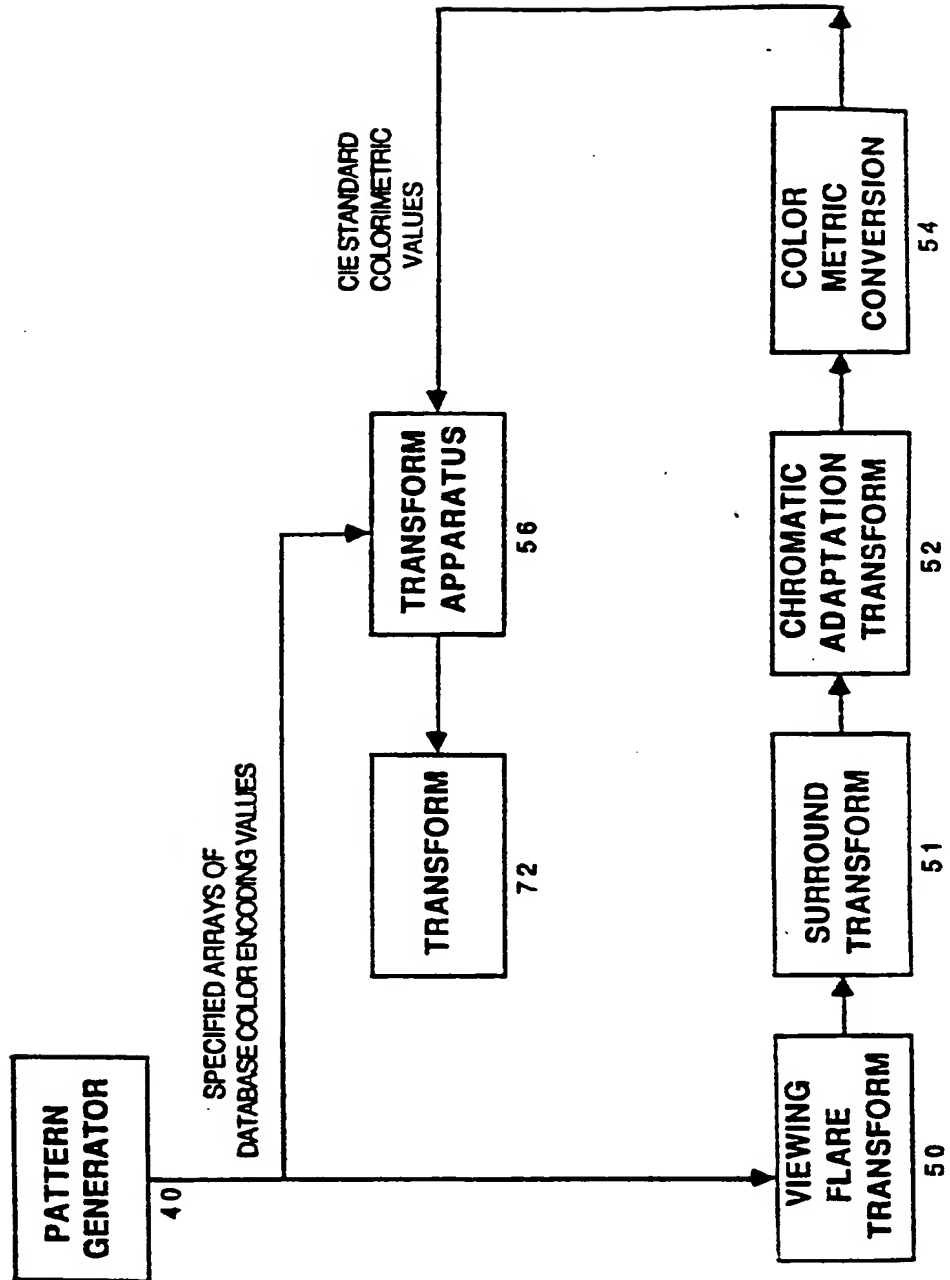 PATTERN
GENERATOR
40
SPECIFIED ARRAYS OF
DATABASE COLOR ENCODING VALUES
TRANSFORM
72
TRANSFORM
APPARATUS
56
CIE STANDARD
COLORIMETRIC
VALUES
VIEWING
FLARE
TRANSFORM
50
SURROUND
TRANSFORM
51
CHROMATIC
ADAPTATION
TRANSFORM
52
COLOR
METRIC
CONVERSION
54